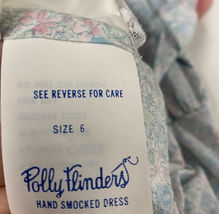 SEE REVERSE FOR CARE
SIZE 6
Polly Flinders
HAND SMOCKED DRESS